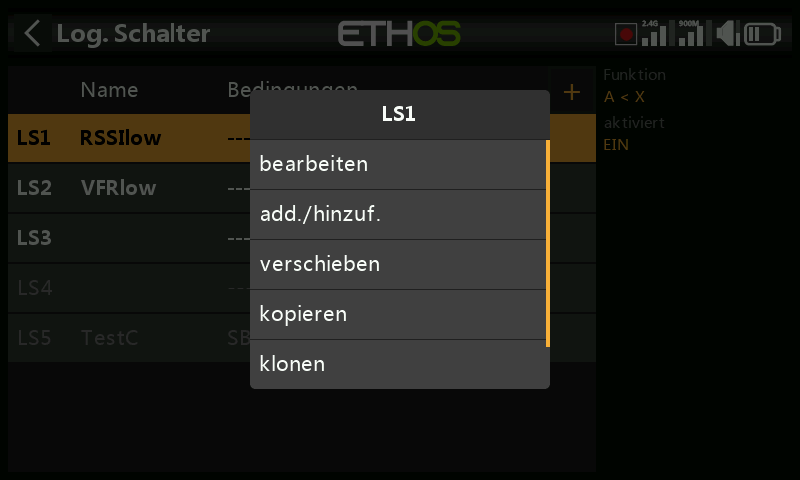 Log. Schalter
ETHOS
2.4G
900M
Name
Bedingungen
+
Funktion
A < X
aktiviert
EIN
LS1
LS1 RSSIlow ---
bearbeiten
LS2 VFRlow ---
add./hinzuf.
LS3 ---
verschieben
LS4 ---
kopieren
LS5 TestC SB
klonen